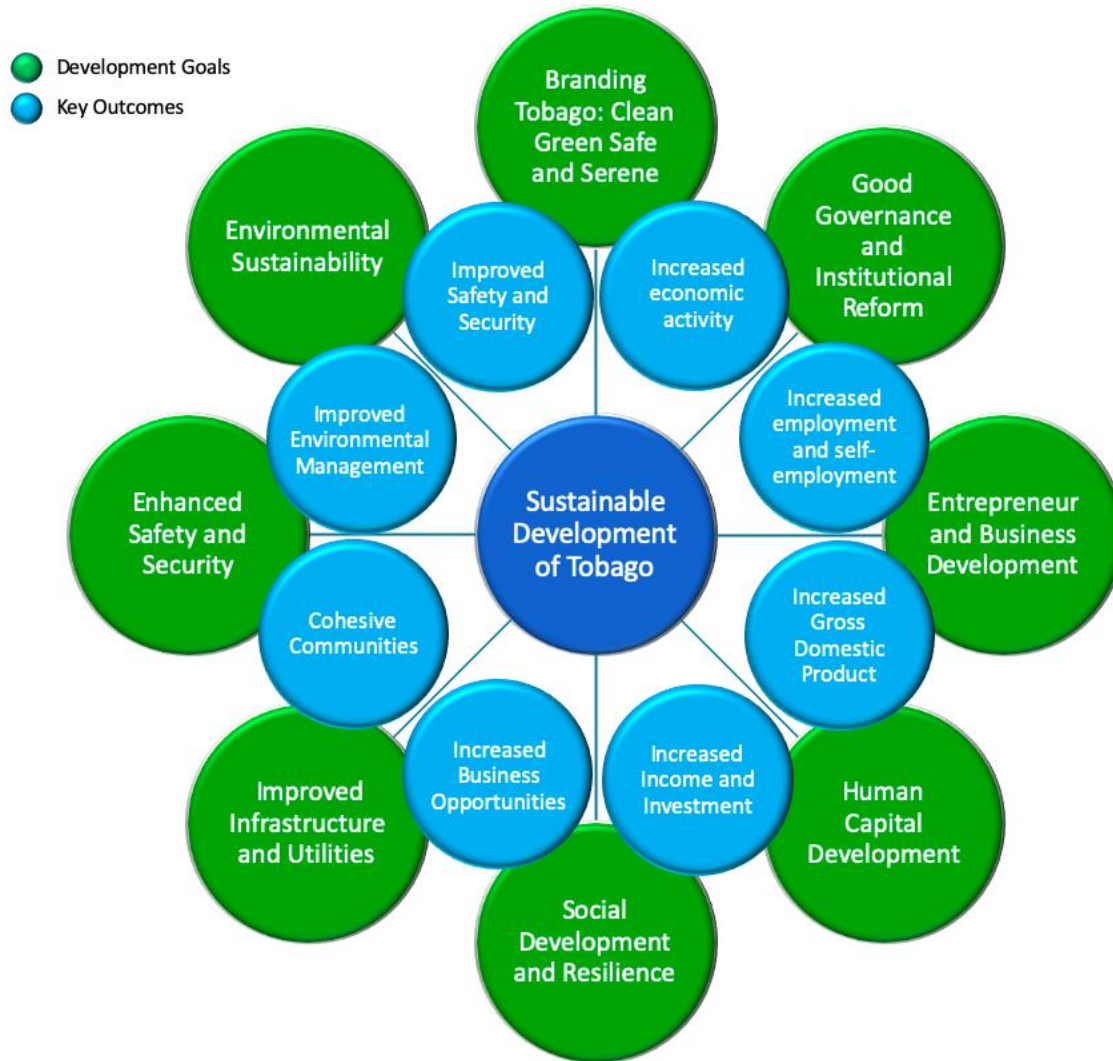 Development Goals
Key Outcomes
Branding
Tobago: Clean
Green Safe
and Serene
Good
Governance
and
Institutional
Reform
Entrepreneur
and Business
Development
Human
Capital
Development
Social
Development
and Resilience
Improved
Infrastructure
and Utilities
Enhanced
Safety and
Security
Environmental
Sustainability
Increased
economic
activity
Increased
employment
and self-
employment
Increased
Gross
Domestic
Product
Increased
Income and
Investment
Increased
Business
Opportunities
Cohesive
Communities
Improved
Environmental
Management
Improved
Safety and
Security
Sustainable
Development
of Tobago